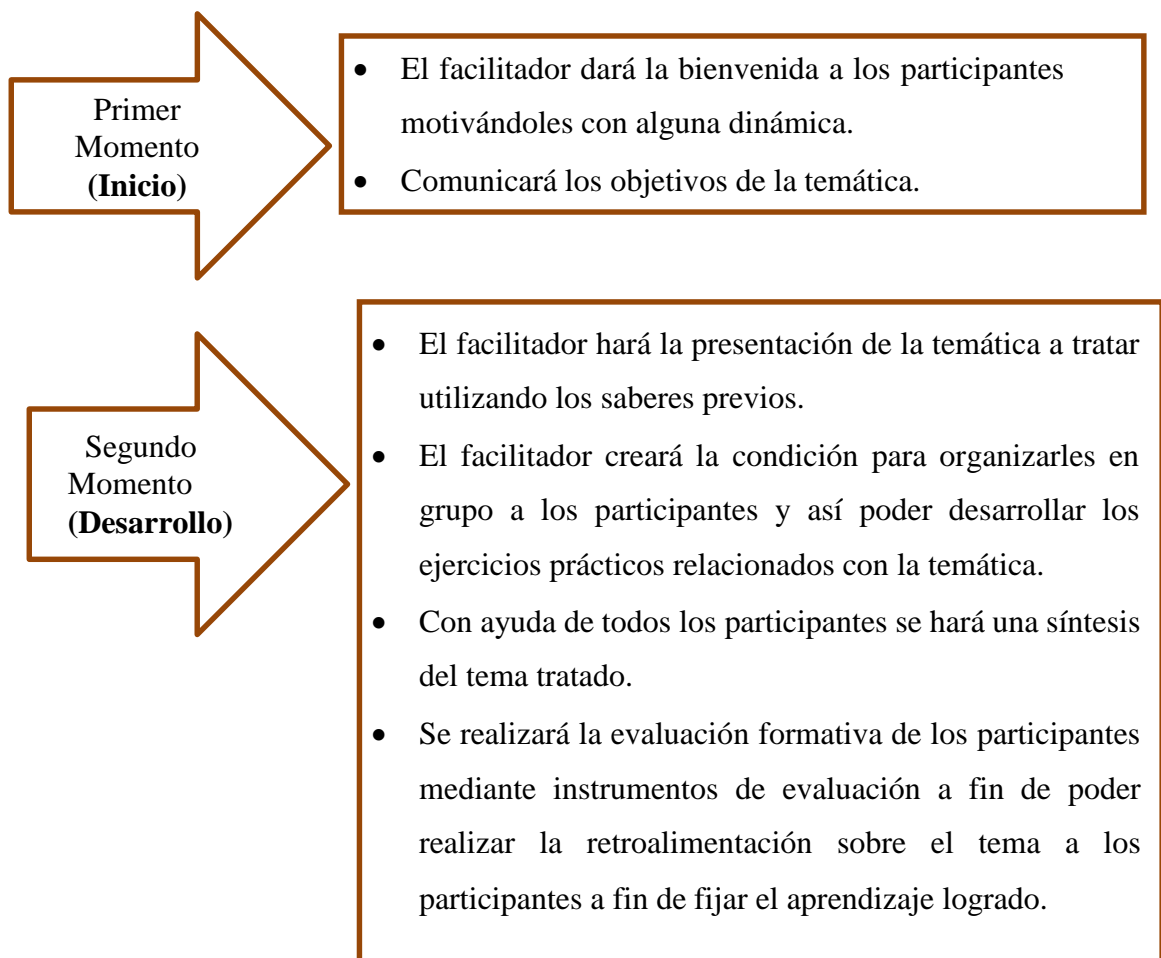 Primer
Momento
(Inicio)
• El facilitador dará la bienvenida a los participantes
motivándoles con alguna dinámica.
• Comunicará los objetivos de la temática.
Segundo
Momento
(Desarrollo)
• El facilitador hará la presentación de la temática a tratar
utilizando los saberes previos.
• El facilitador creará la condición para organizarles en
grupo a los participantes y así poder desarrollar los
ejercicios prácticos relacionados con la temática.
• Con ayuda de todos los participantes se hará una síntesis
del tema tratado.
• Se realizará la evaluación formativa de los participantes
mediante instrumentos de evaluación a fin de poder
realizar la retroalimentación sobre el tema a los
participantes a fin de fijar el aprendizaje logrado.